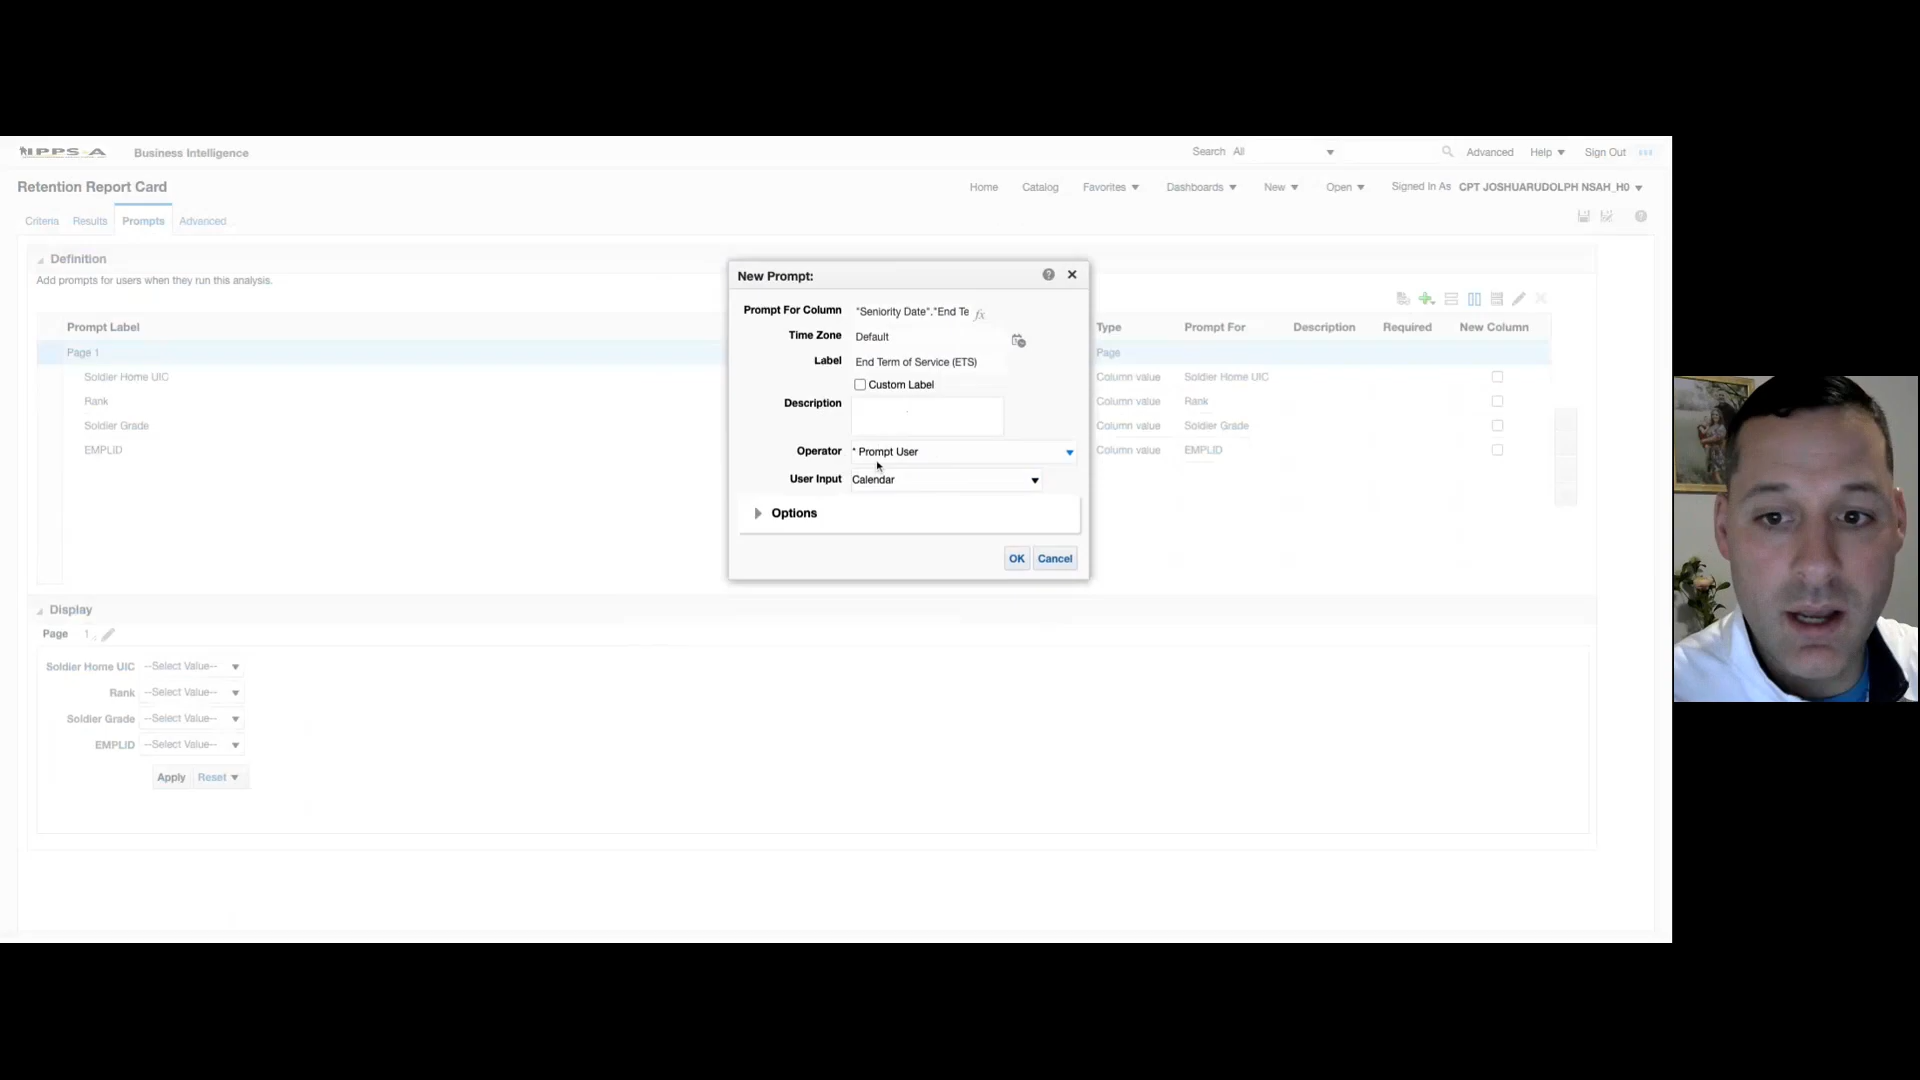 IPPS-A Business Intelligence Search All Advanced Help Sign Out
Retention Report Card Home Catalog Favorites Dashboards New Open Signed In As CPT JOSHUARUDOLPH NSAH_H0
Criteria Results Prompts Advanced
Definition
Add prompts for users when they run this analysis.
Prompt Label Type Prompt For Description Required New Column
Page 1 Page
Soldier Home UIC Column value Soldier Home UIC
Rank Column value Rank
Soldier Grade Column value Soldier Grade
EMPLID Column value EMPLID
New Prompt:
Prompt For Column "Seniority Date"."End Te fx
Time Zone Default
Label End Term of Service (ETS)
Custom Label
Description
Operator * Prompt User
User Input Calendar
Options
OK Cancel
Display
Page 1
Soldier Home UIC --Select Value--
Rank --Select Value--
Soldier Grade --Select Value--
EMPLID --Select Value--
Apply Reset